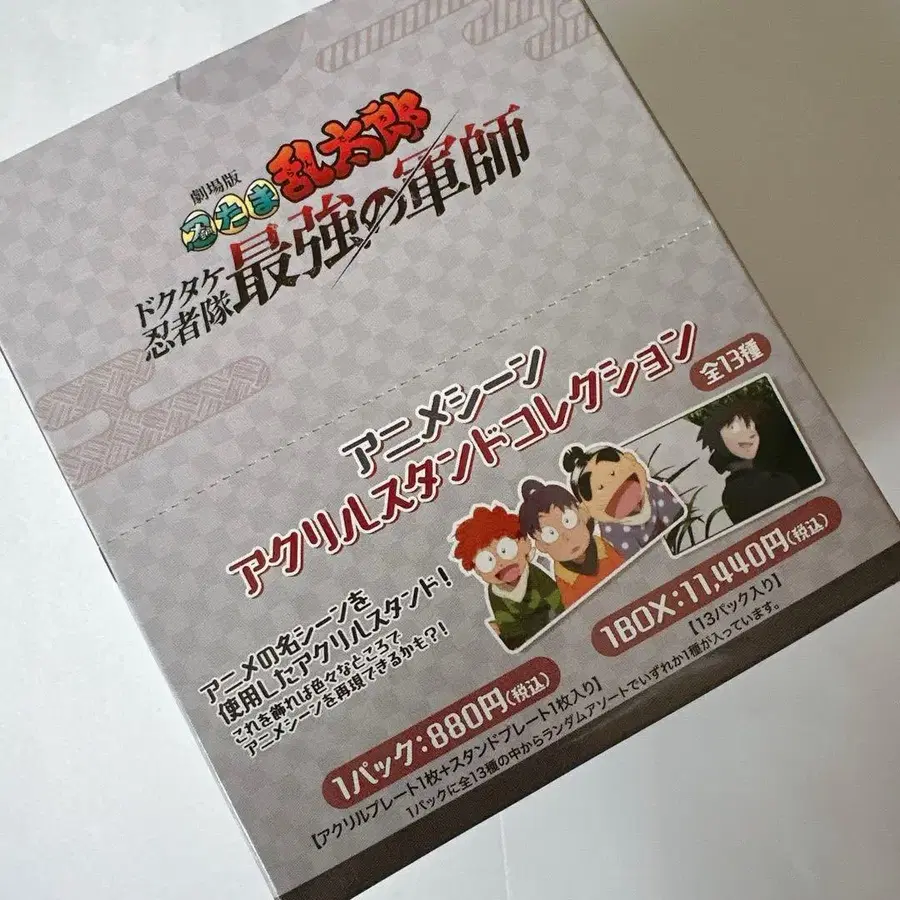 劇場版
忍たま乱太郎
ドクタケ忍者隊
最強の軍師
アニメシーン
アクリルスタンドコレクション
全13種
アニメの名シーンを
使用したアクリルスタンド!
これを飾れば色々なところで
アニメシーンを再現できるかも?!
1パック:880円(税込)
1BOX:11,440円(税込)
【13パック入り】
【アクリルプレート1枚+スタンドプレート1枚入り】
1パックに全13種の中からランダムアソートでいずれか1種が入っています。